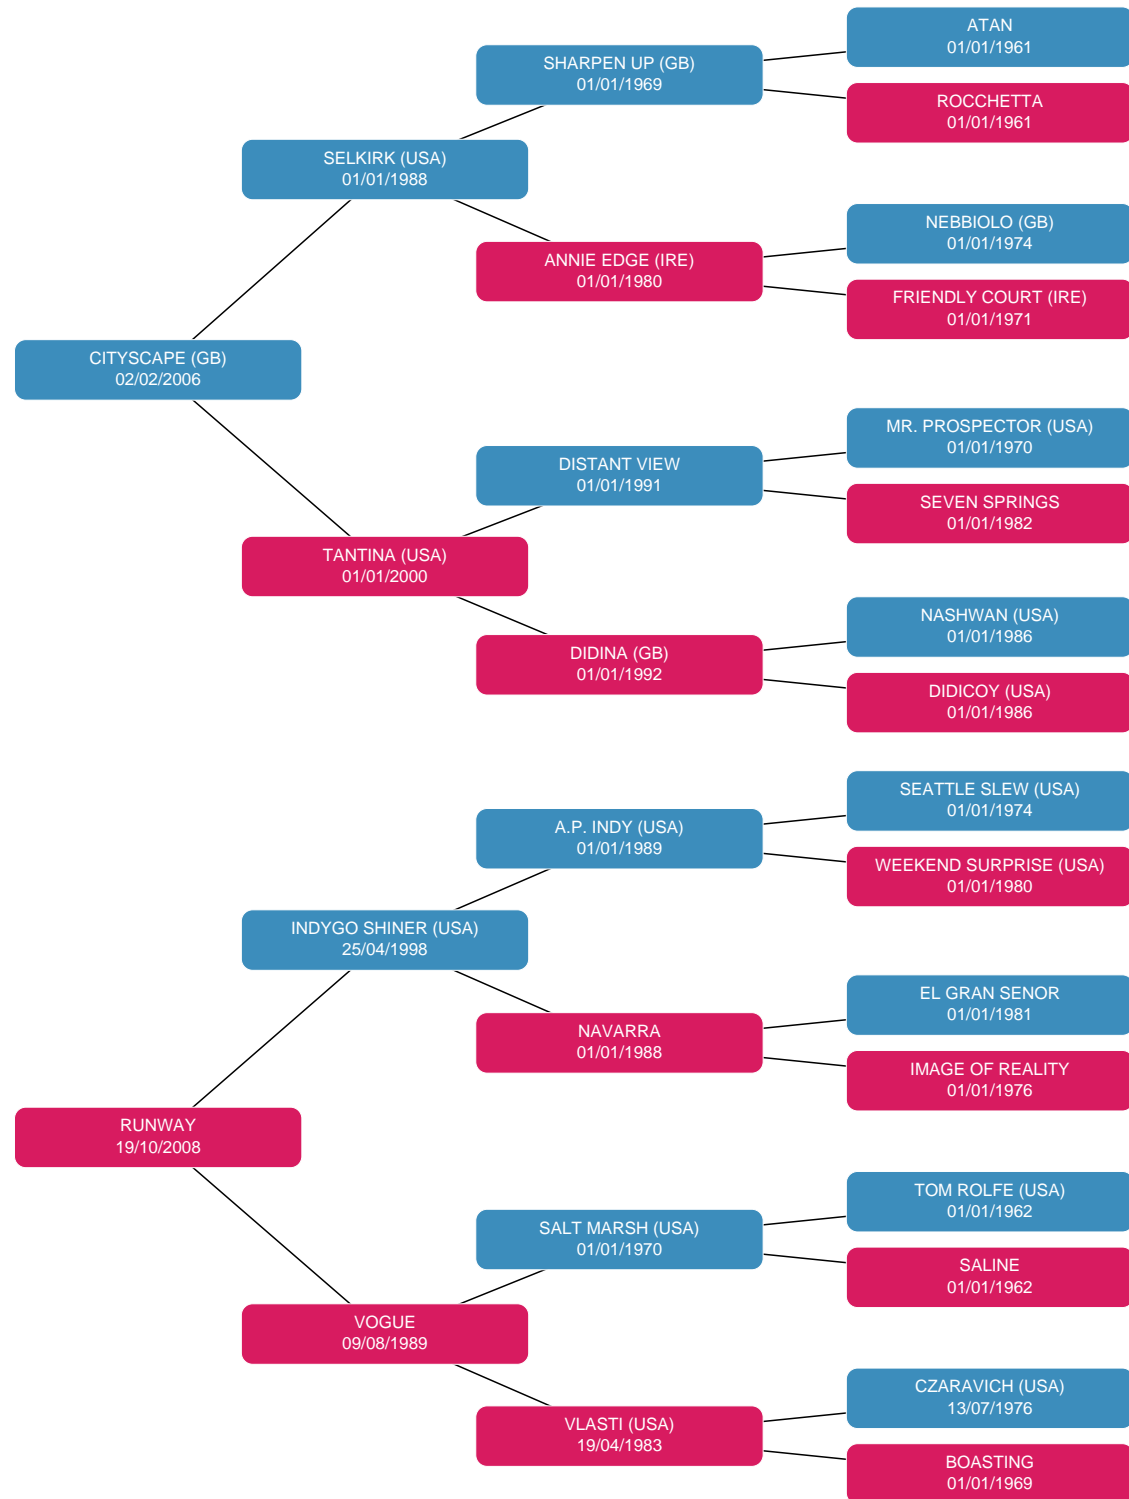 ATAN
01/01/1961
SHARPEN UP (GB)
01/01/1969
ROCCHETTA
01/01/1961
SELKIRK (USA)
01/01/1988
NEBBIOLO (GB)
01/01/1974
ANNIE EDGE (IRE)
01/01/1980
FRIENDLY COURT (IRE)
01/01/1971
CITYSCAPE (GB)
02/02/2006
MR. PROSPECTOR (USA)
01/01/1970
DISTANT VIEW
01/01/1991
SEVEN SPRINGS
01/01/1982
TANTINA (USA)
01/01/2000
NASHWAN (USA)
01/01/1986
DIDINA (GB)
01/01/1992
DIDICOY (USA)
01/01/1986
SEATTLE SLEW (USA)
01/01/1974
A.P. INDY (USA)
01/01/1989
WEEKEND SURPRISE (USA)
01/01/1980
INDYGO SHINER (USA)
25/04/1998
EL GRAN SENOR
01/01/1981
NAVARRA
01/01/1988
IMAGE OF REALITY
01/01/1976
RUNWAY
19/10/2008
TOM ROLFE (USA)
01/01/1962
SALT MARSH (USA)
01/01/1970
SALINE
01/01/1962
VOGUE
09/08/1989
CZARAVICH (USA)
13/07/1976
VLASTI (USA)
19/04/1983
BOASTING
01/01/1969